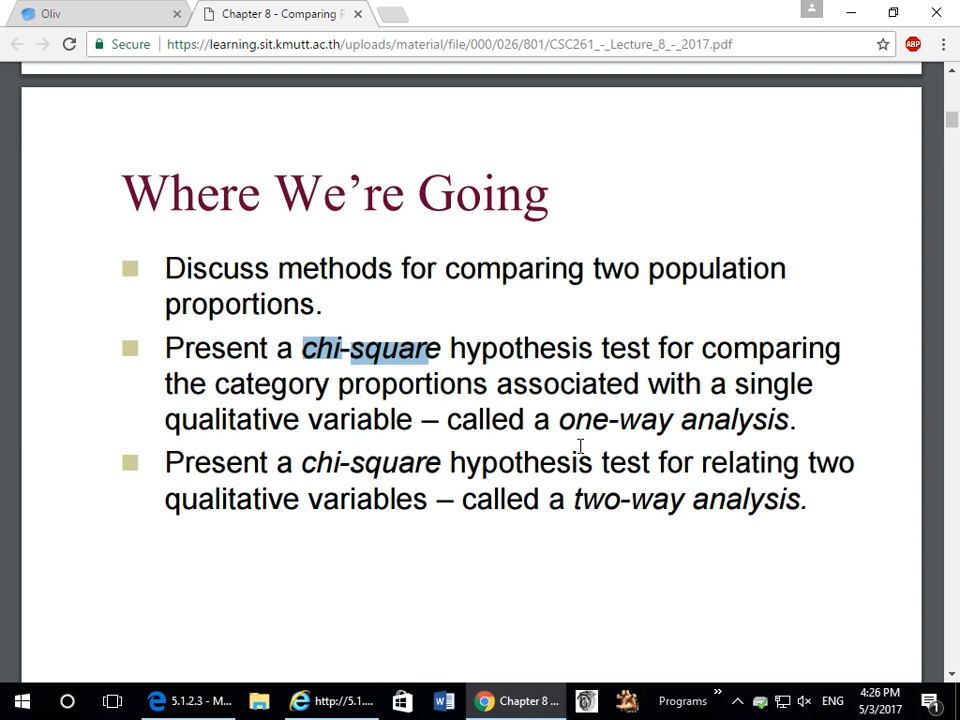 Oliv
Chapter 8 - Comparing P
Secure
https://learning.sit.kmutt.ac.th/uploads/material/file/000/026/801/CSC261_-_Lecture_8_-_2017.pdf
ABP
Where We’re Going
Discuss methods for comparing two population
proportions.
Present a chi-square hypothesis test for comparing
the category proportions associated with a single
qualitative variable – called a one-way analysis.
Present a chi-square hypothesis test for relating two
qualitative variables – called a two-way analysis.
5.1.2.3 - M...
http://5.1....
Chapter 8 ...
Programs
ENG
4:26 PM
5/3/2017
1